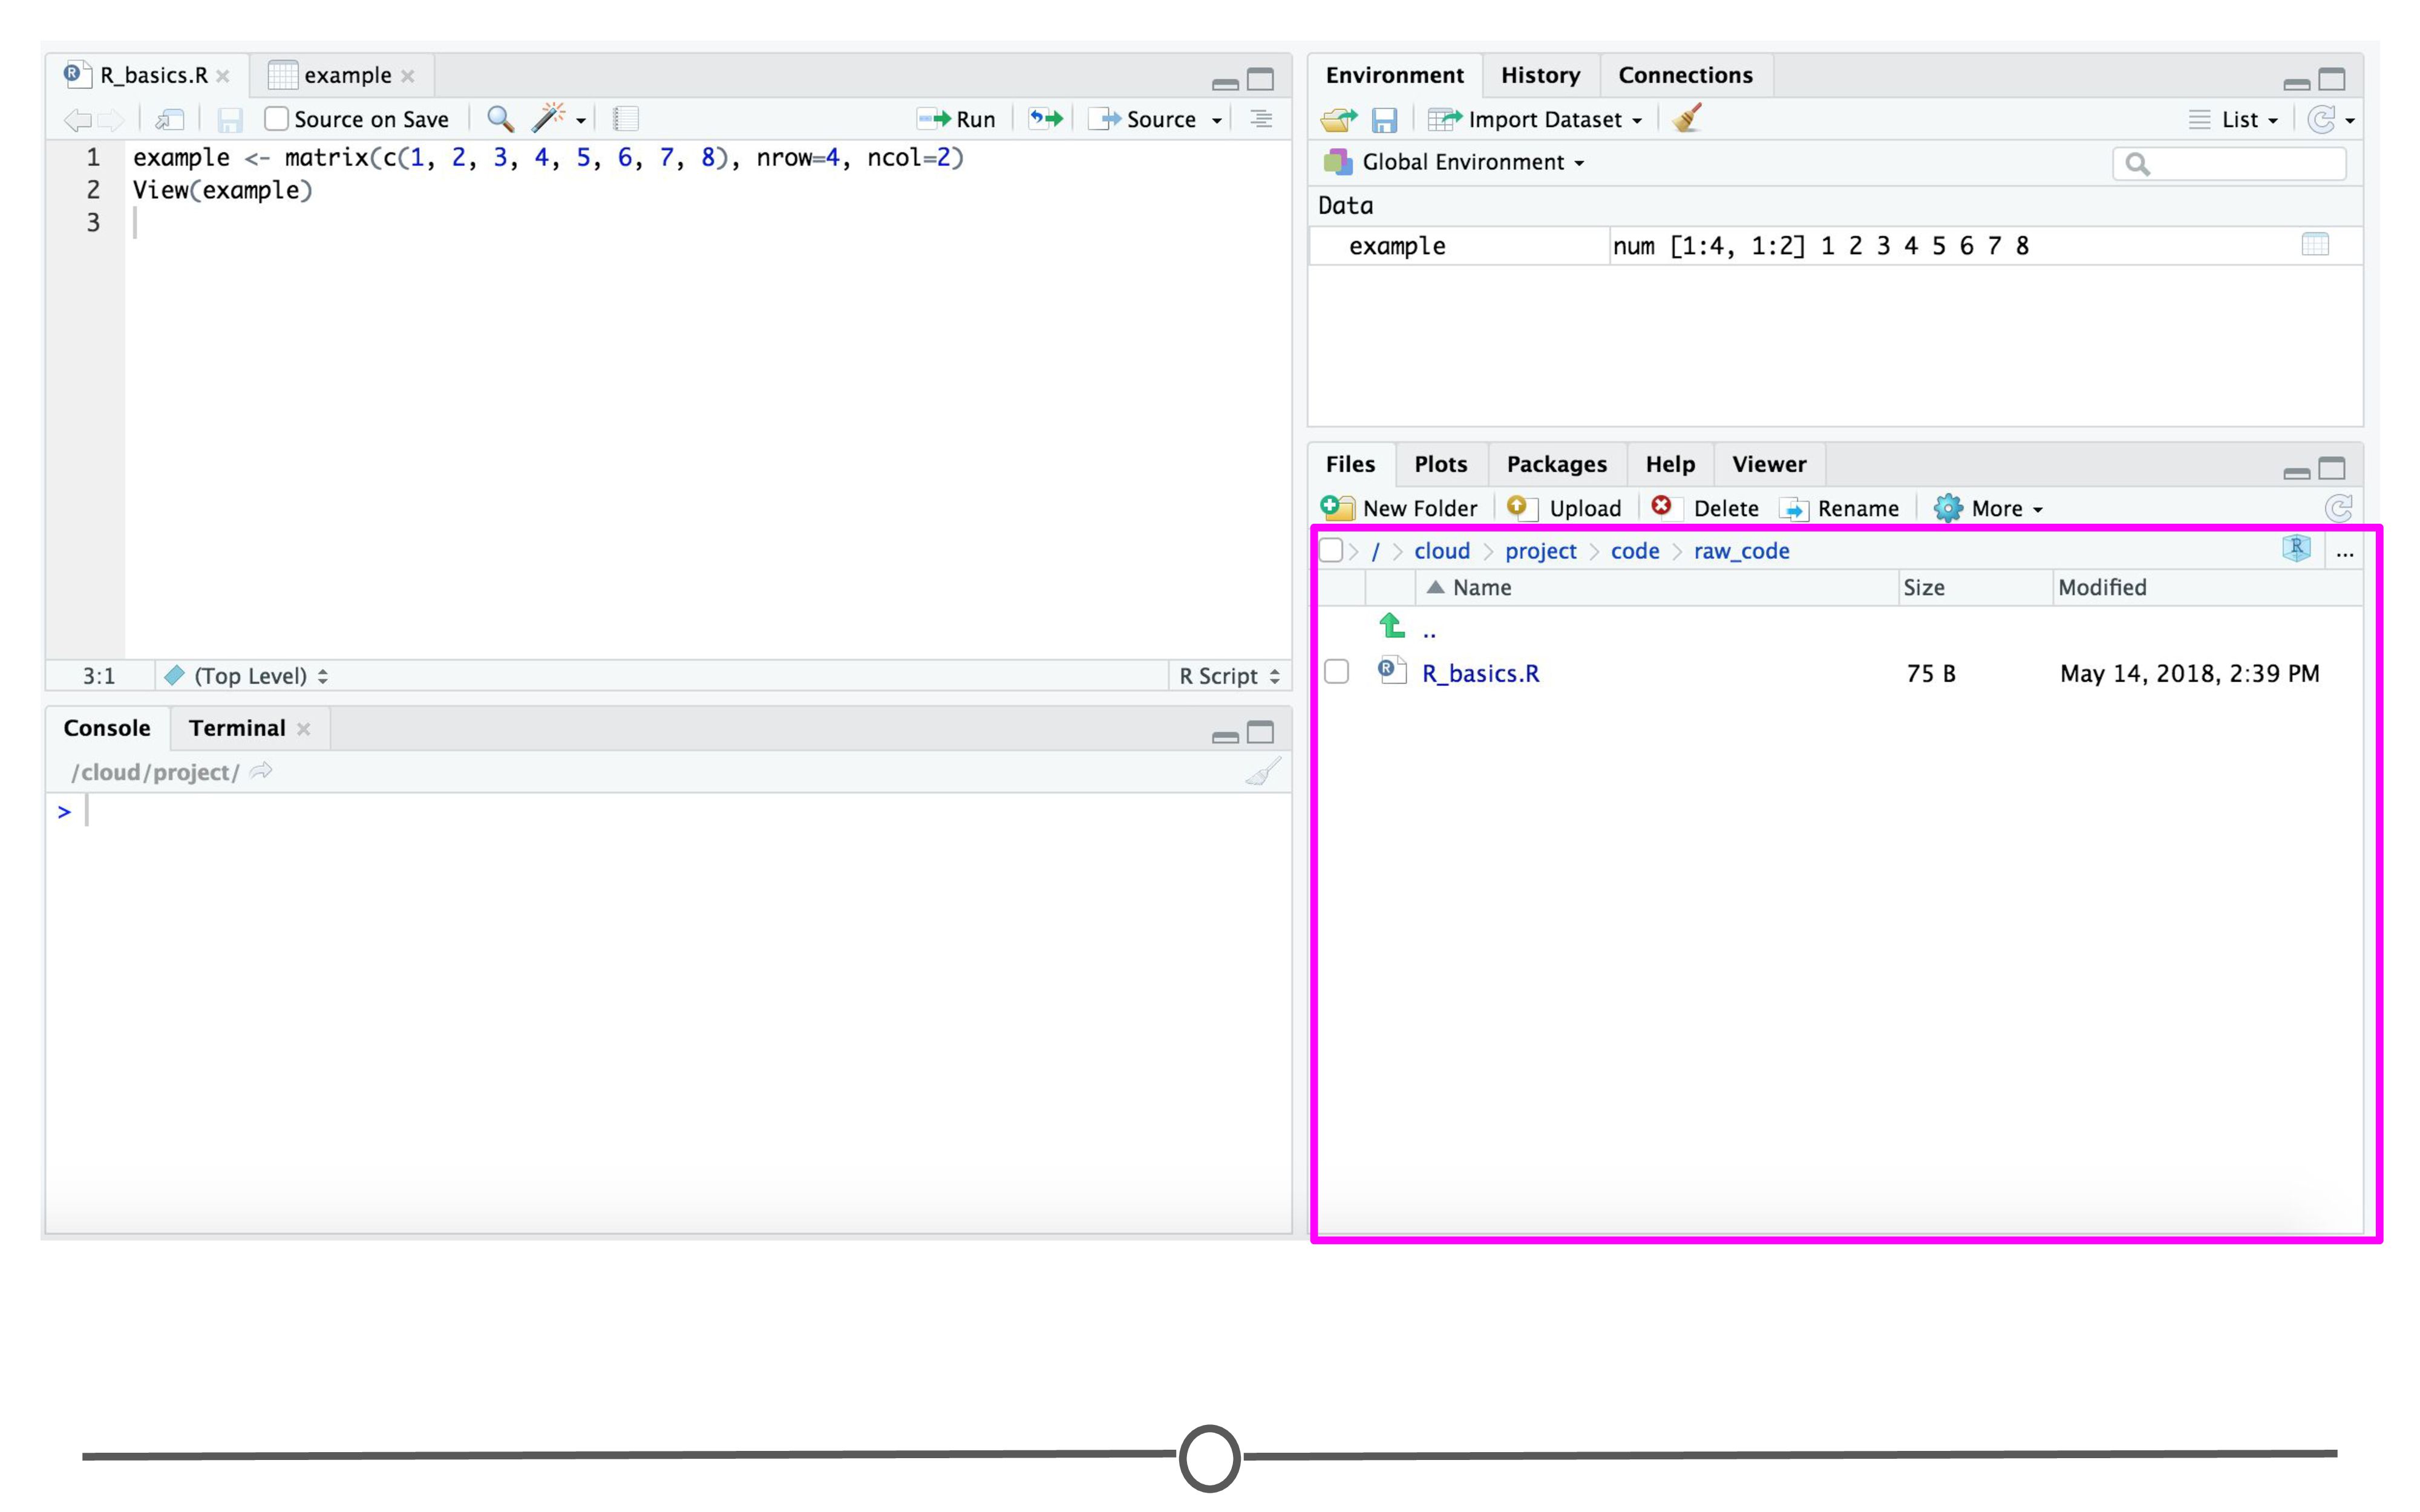 R_basics.R
example
Source on Save
Run
Source
1 example <- matrix(c(1, 2, 3, 4, 5, 6, 7, 8), nrow=4, ncol=2)
2 View(example)
3
3:1
(Top Level)
R Script
Console
Terminal
/cloud/project/
>
Environment
History
Connections
Import Dataset
List
Global Environment
Data
example
num [1:4, 1:2] 1 2 3 4 5 6 7 8
Files
Plots
Packages
Help
Viewer
New Folder
Upload
Delete
Rename
More
/ cloud project code raw_code
...
Name
Size
Modified
..
R_basics.R
75 B
May 14, 2018, 2:39 PM